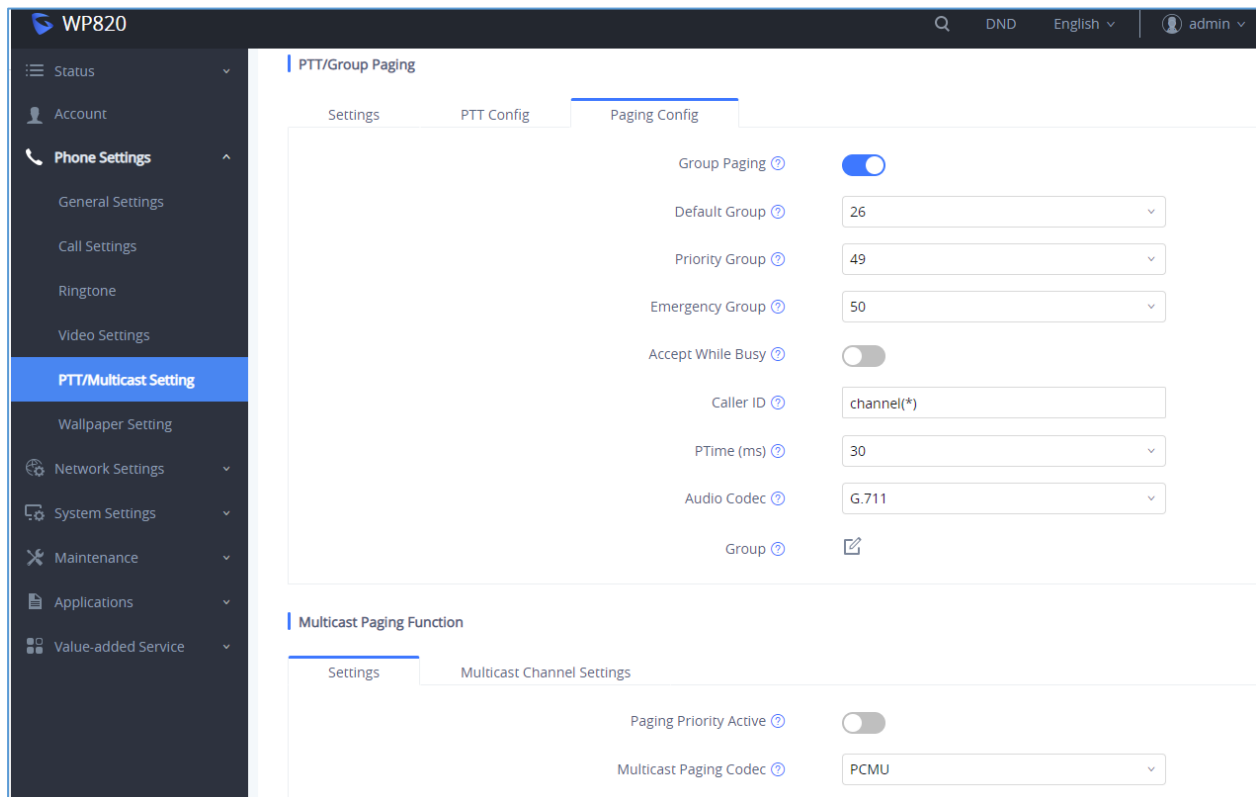 WP820
DND English admin
Status
Account
Phone Settings
General Settings
Call Settings
Ringtone
Video Settings
PTT/Multicast Setting
Wallpaper Setting
Network Settings
System Settings
Maintenance
Applications
Value-added Service
PTT/Group Paging
Settings PTT Config Paging Config
Group Paging ?
Default Group ? 26
Priority Group ? 49
Emergency Group ? 50
Accept While Busy ?
Caller ID ? channel(*)
PTime (ms) ? 30
Audio Codec ? G.711
Group ?
Multicast Paging Function
Settings Multicast Channel Settings
Paging Priority Active ?
Multicast Paging Codec ? PCMU